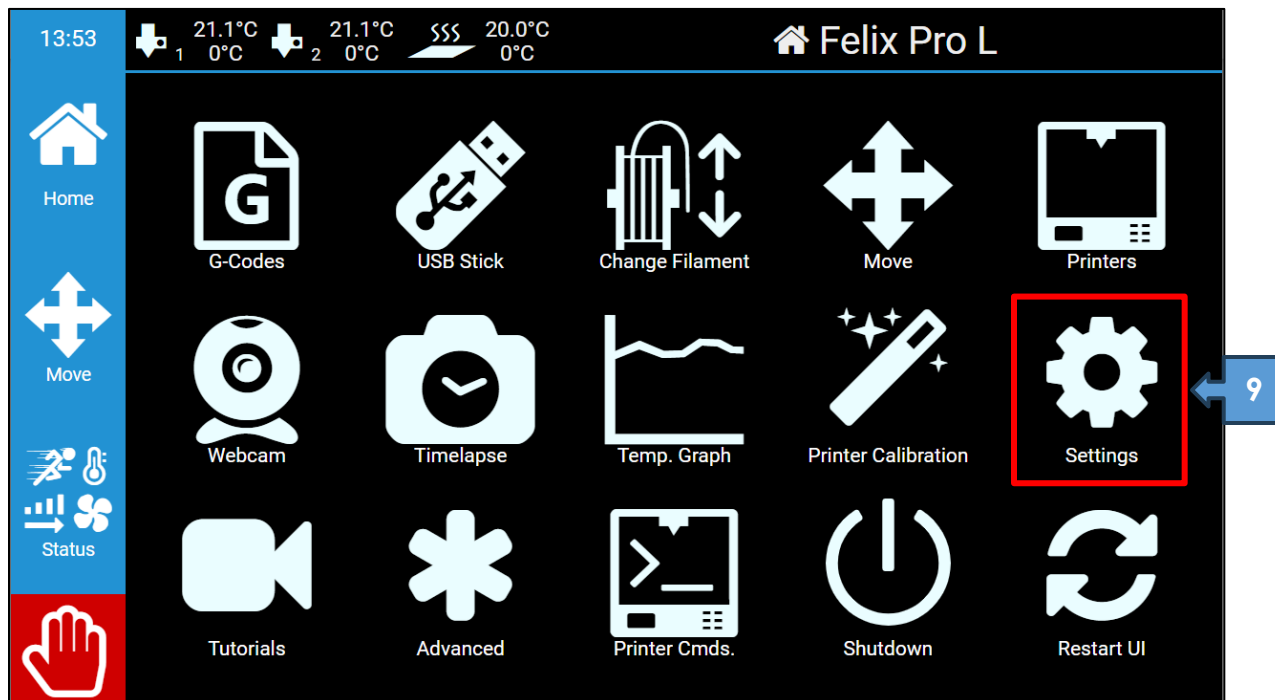 13:53
1 21.1°C 0°C
2 21.1°C 0°C
20.0°C 0°C
Felix Pro L
Home
Move
Status
G
G-Codes
USB Stick
Change Filament
Move
Printers
Webcam
Timelapse
Temp. Graph
Printer Calibration
Settings
9
Tutorials
Advanced
>_
Printer Cmds.
Shutdown
Restart UI